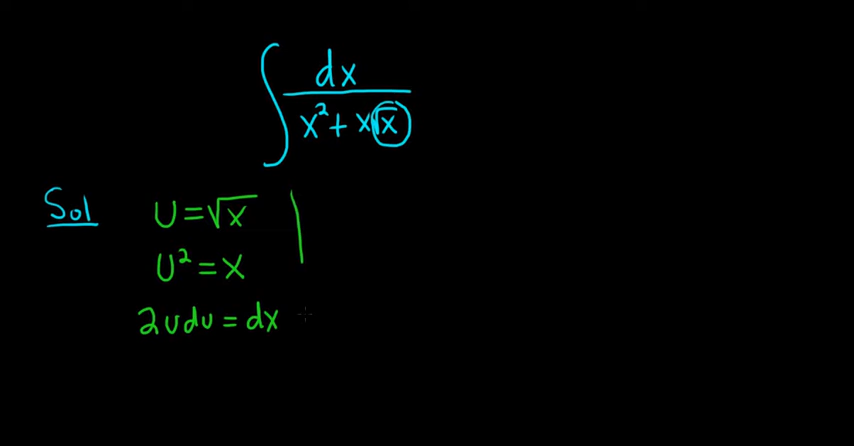 ∫ dx / (x² + x√x)
Sol
U = √x
U² = x
2udu = dx